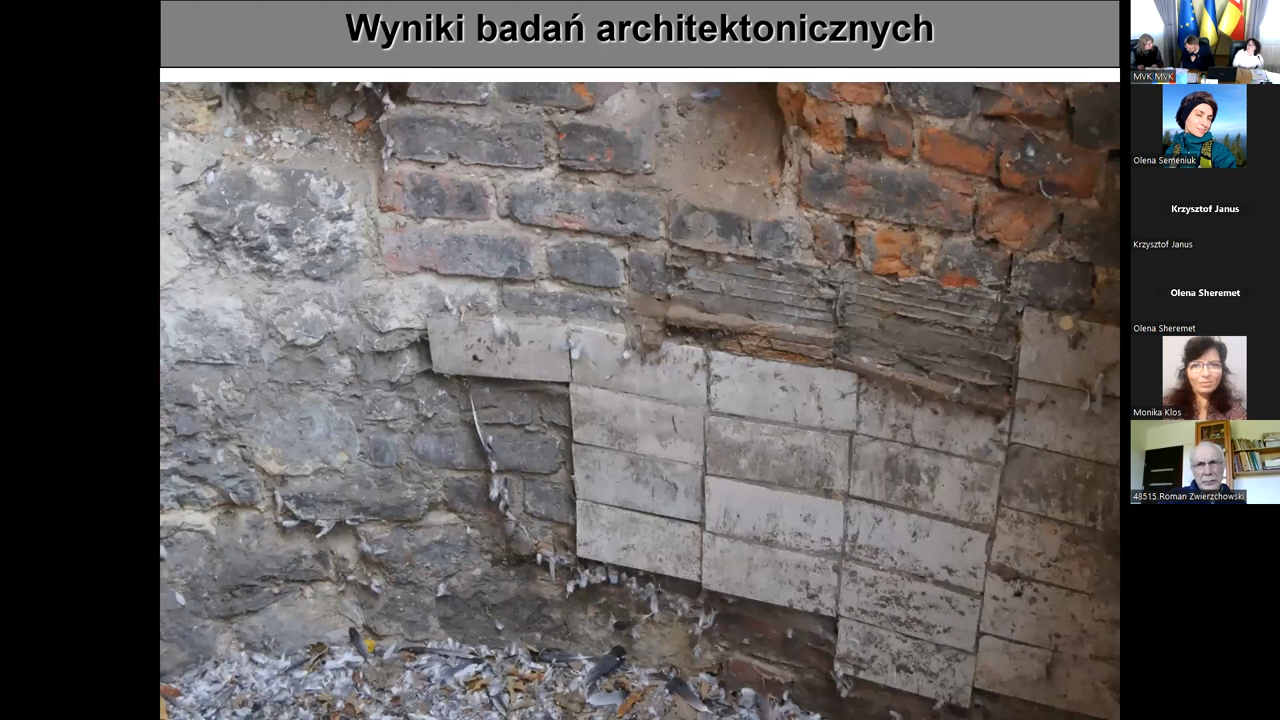 Wyniki badań architektonicznych
MVK MVK
Olena Semeniuk
Krzysztof Janus
Krzysztof Janus
Olena Sheremet
Olena Sheremet
Monika Klos
48515 Roman Zwierzchowski